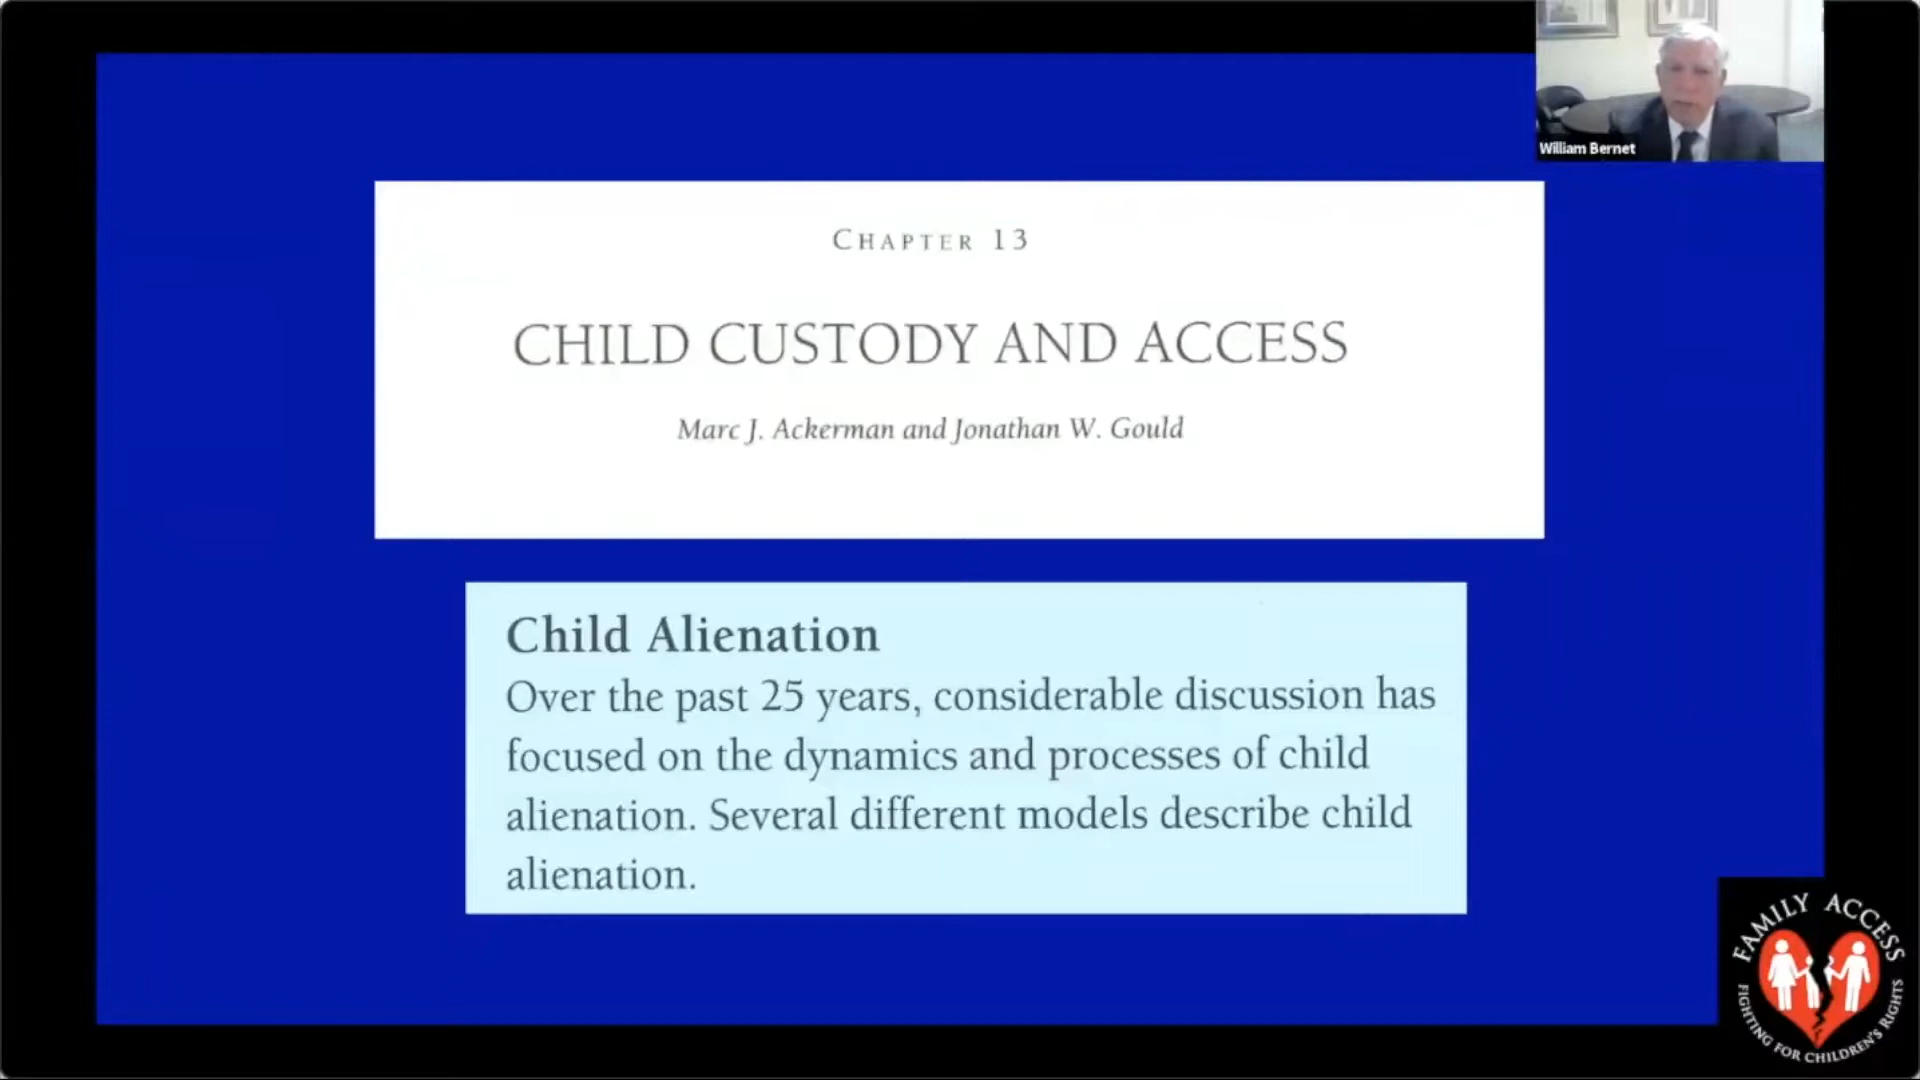 William Bernet
CHAPTER 13
CHILD CUSTODY AND ACCESS
Marc J. Ackerman and Jonathan W. Gould
Child Alienation
Over the past 25 years, considerable discussion has
focused on the dynamics and processes of child
alienation. Several different models describe child
alienation.
FAMILY ACCESS
FIGHTING FOR CHILDREN'S RIGHTS